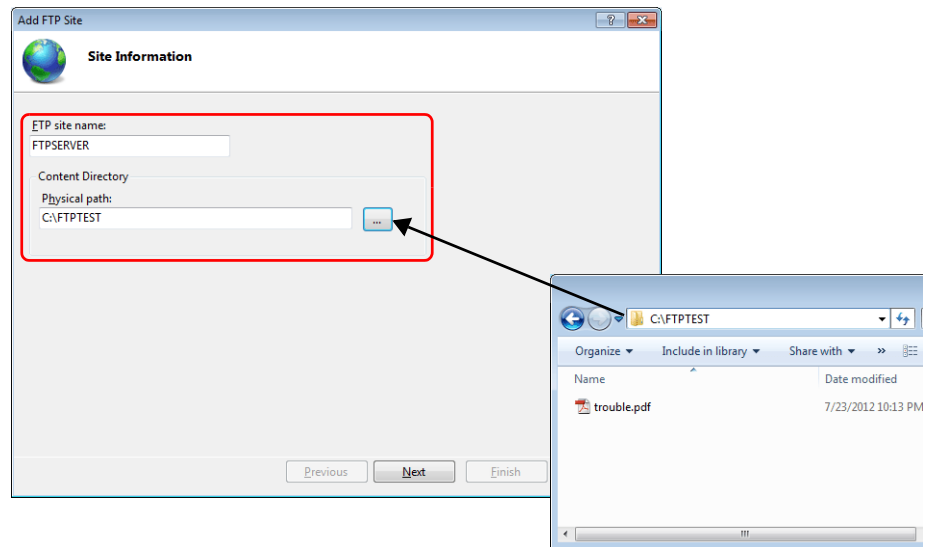 Add FTP Site
?
Site Information
FTP site name:
FTPSERVER
Content Directory
Physical path:
C:\FTPTEST
...
Previous
Next
Finish
C:\FTPTEST
Organize
Include in library
Share with
»
Name
Date modified
trouble.pdf
7/23/2012 10:13 PM